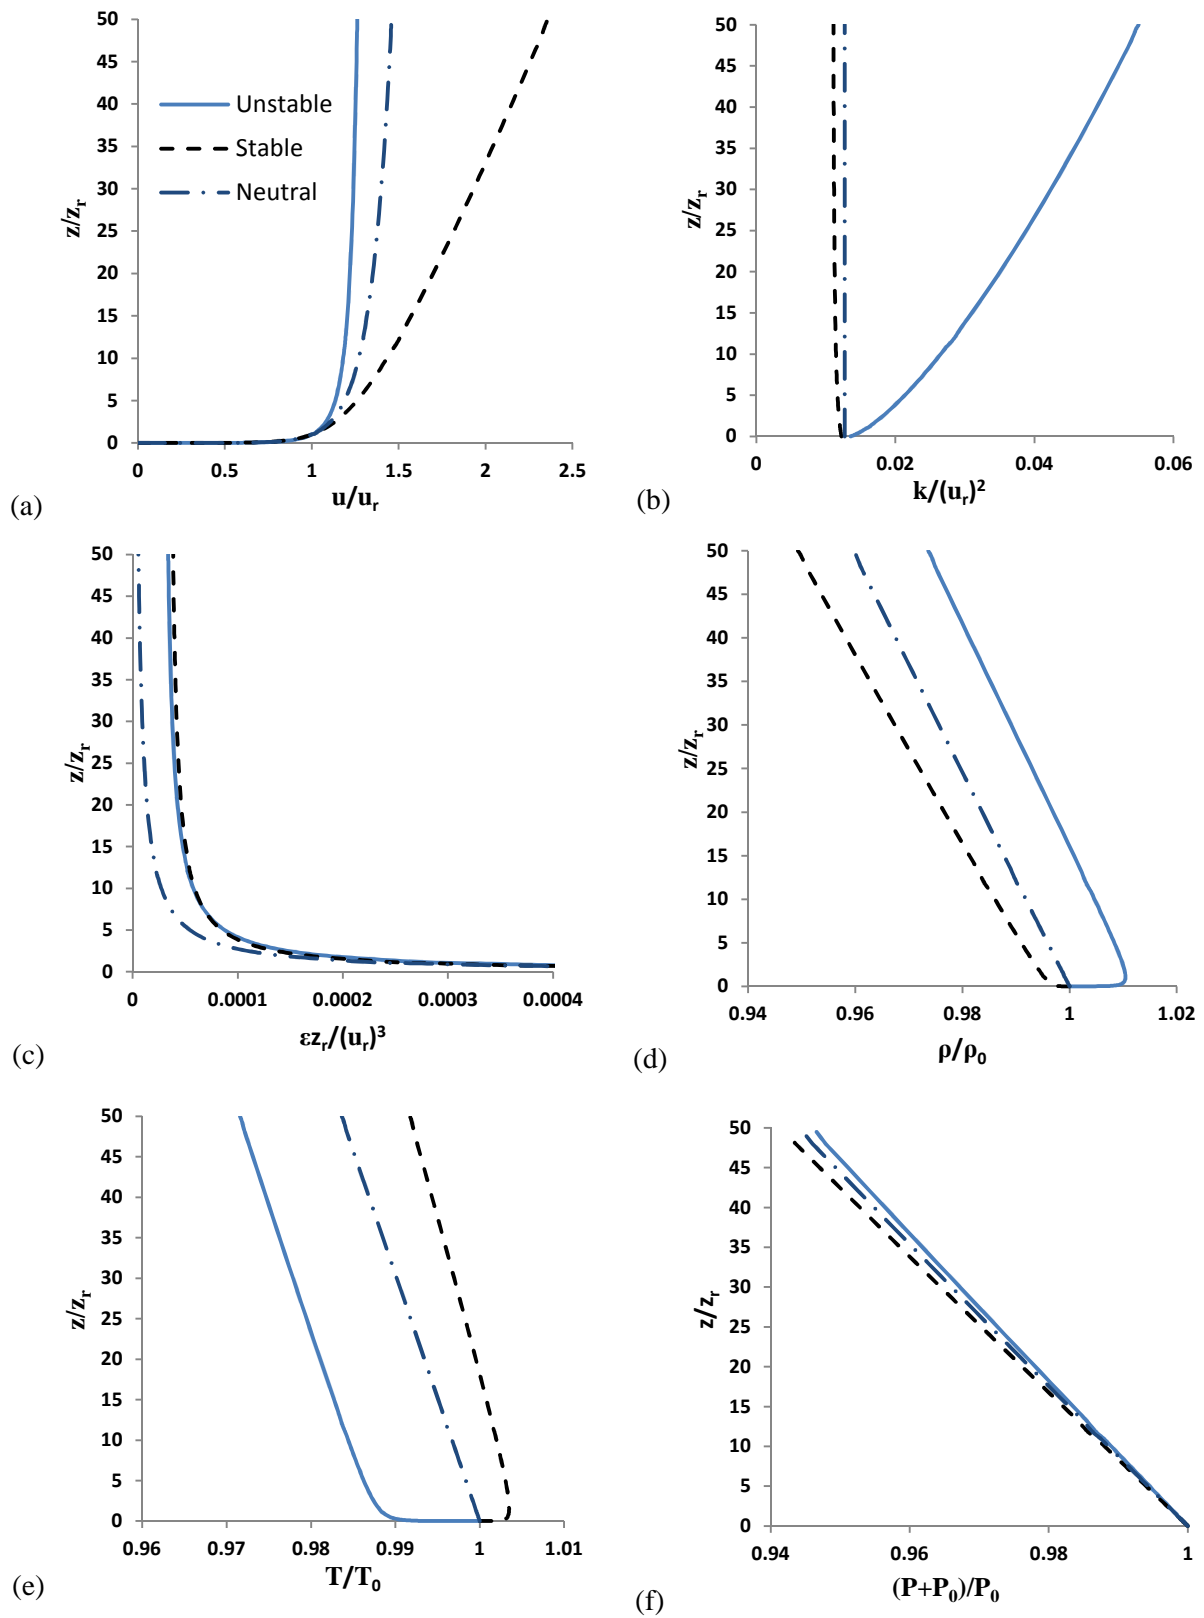 50
45
40
35
30
25
20
15
10
5
0
z/zr
Unstable
Stable
Neutral
0 0.5 1 1.5 2 2.5
u/ur
(a)
50
45
40
35
30
25
20
15
10
5
0
z/zr
0 0.02 0.04 0.06
k/(ur)²
(b)
50
45
40
35
30
25
20
15
10
5
0
z/zr
0 0.0001 0.0002 0.0003 0.0004
εzr/(ur)³
(c)
50
45
40
35
30
25
20
15
10
5
0
z/zr
0.94 0.96 0.98 1 1.02
ρ/ρ0
(d)
50
45
40
35
30
25
20
15
10
5
0
z/zr
0.96 0.97 0.98 0.99 1 1.01
T/T0
(e)
50
45
40
35
30
25
20
15
10
5
0
z/zr
0.94 0.96 0.98 1
(P+P0)/P0
(f)